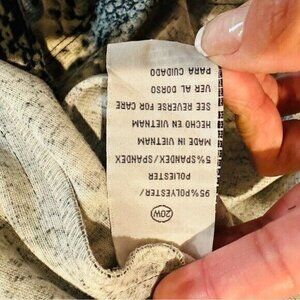 20W
95% POLYESTER/
POLIESTER
5% SPANDEX/SPANDEX
MADE IN VIETNAM
HECHO EN VIETNAM
SEE REVERSE FOR CARE
VER AL DORSO
PARA CUIDADO